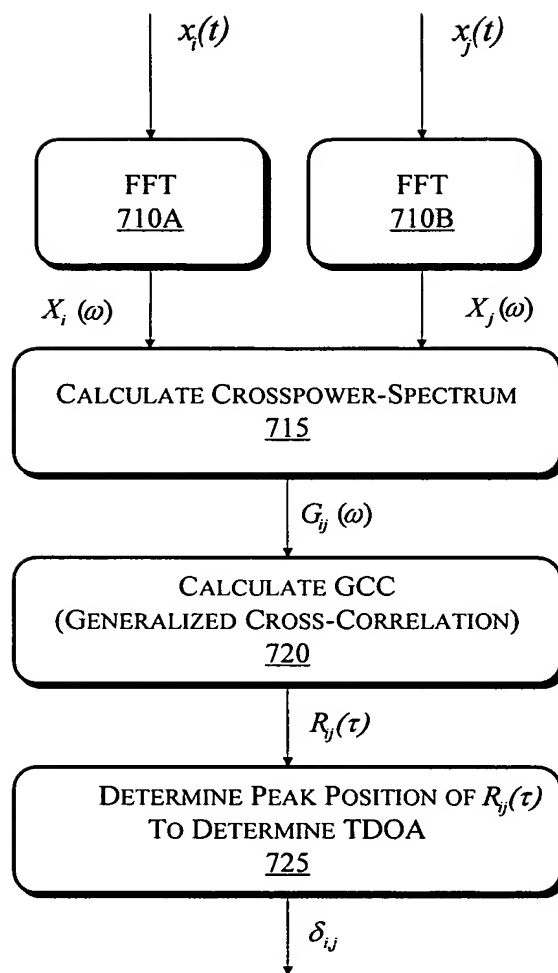 x_i(t) x_j(t)
FFT
710A
FFT
710B
X_i (ω) X_j (ω)
CALCULATE CROSSPOWER-SPECTRUM
715
G_ij (ω)
CALCULATE GCC
(GENERALIZED CROSS-CORRELATION)
720
R_ij(τ)
DETERMINE PEAK POSITION OF R_ij(τ)
TO DETERMINE TDOA
725
δ_i,j